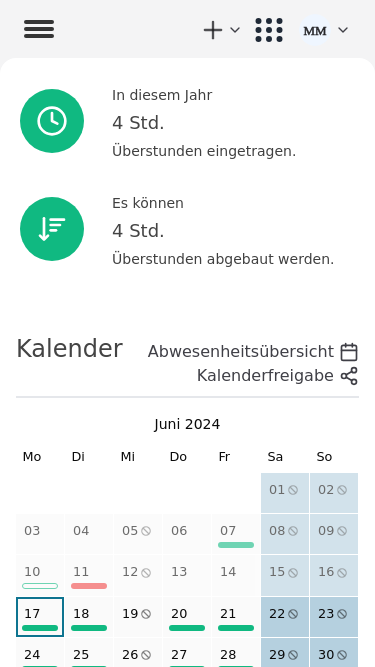 MM
In diesem Jahr
4 Std.
Überstunden eingetragen.
Es können
4 Std.
Überstunden abgebaut werden.
Kalender
Abwesenheitsübersicht
Kalenderfreigabe
Juni 2024
Mo Di Mi Do Fr Sa So
01 02
03 04 05 06 07 08 09
10 11 12 13 14 15 16
17 18 19 20 21 22 23
24 25 26 27 28 29 30